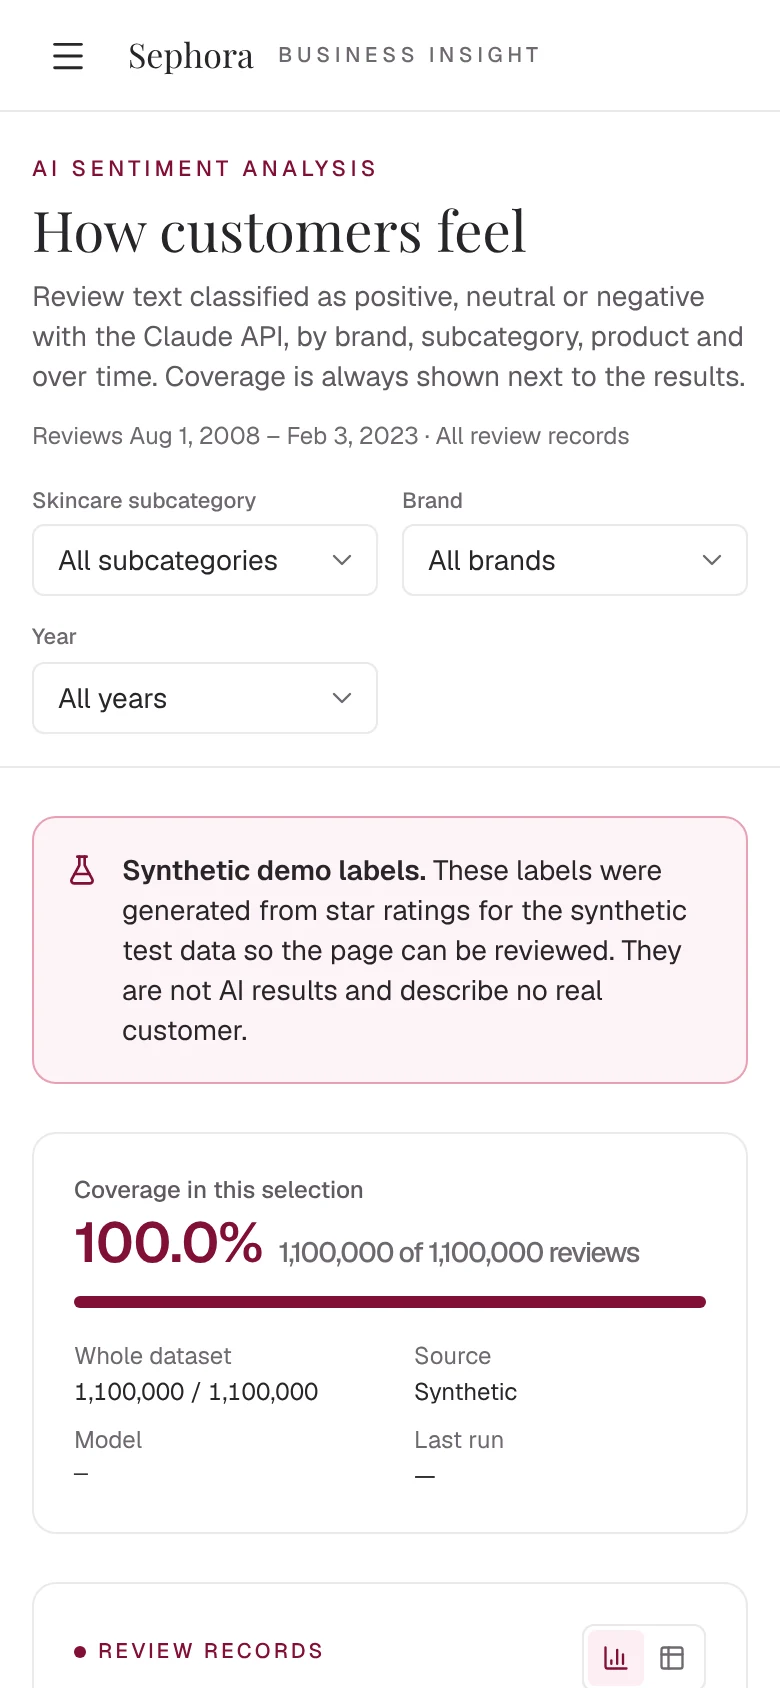 Sephora BUSINESS INSIGHT
AI SENTIMENT ANALYSIS
How customers feel
Review text classified as positive, neutral or negative
with the Claude API, by brand, subcategory, product and
over time. Coverage is always shown next to the results.
Reviews Aug 1, 2008 – Feb 3, 2023 · All review records
Skincare subcategory
Brand
All subcategories
All brands
Year
All years
Synthetic demo labels. These labels were
generated from star ratings for the synthetic
test data so the page can be reviewed. They
are not AI results and describe no real
customer.
Coverage in this selection
100.0% 1,100,000 of 1,100,000 reviews
Whole dataset
Source
1,100,000 / 1,100,000
Synthetic
Model
Last run
–
—
REVIEW RECORDS